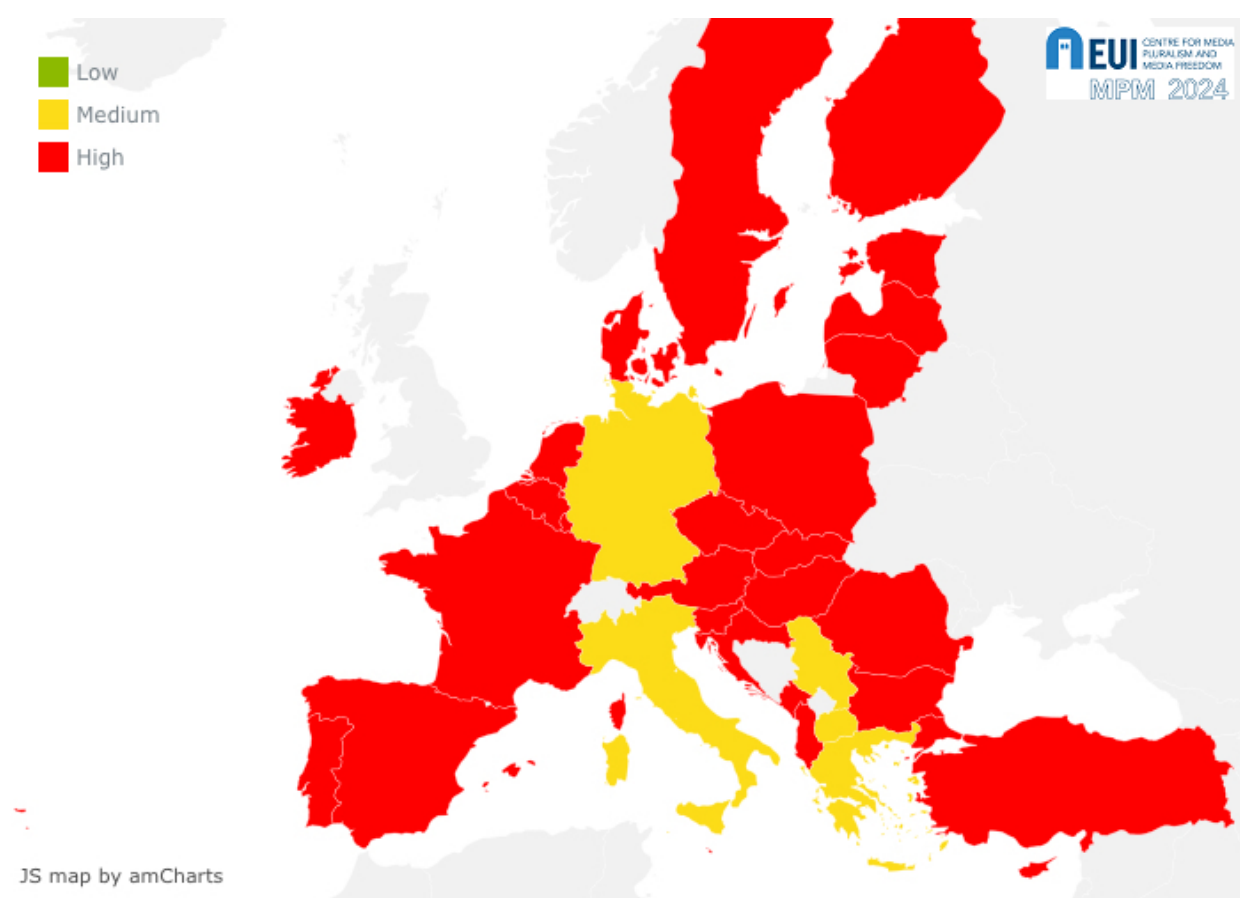 Low
Medium
High
EUI
CENTRE FOR MEDIA
PLURALISM AND
MEDIA FREEDOM
MPM 2024
JS map by amCharts